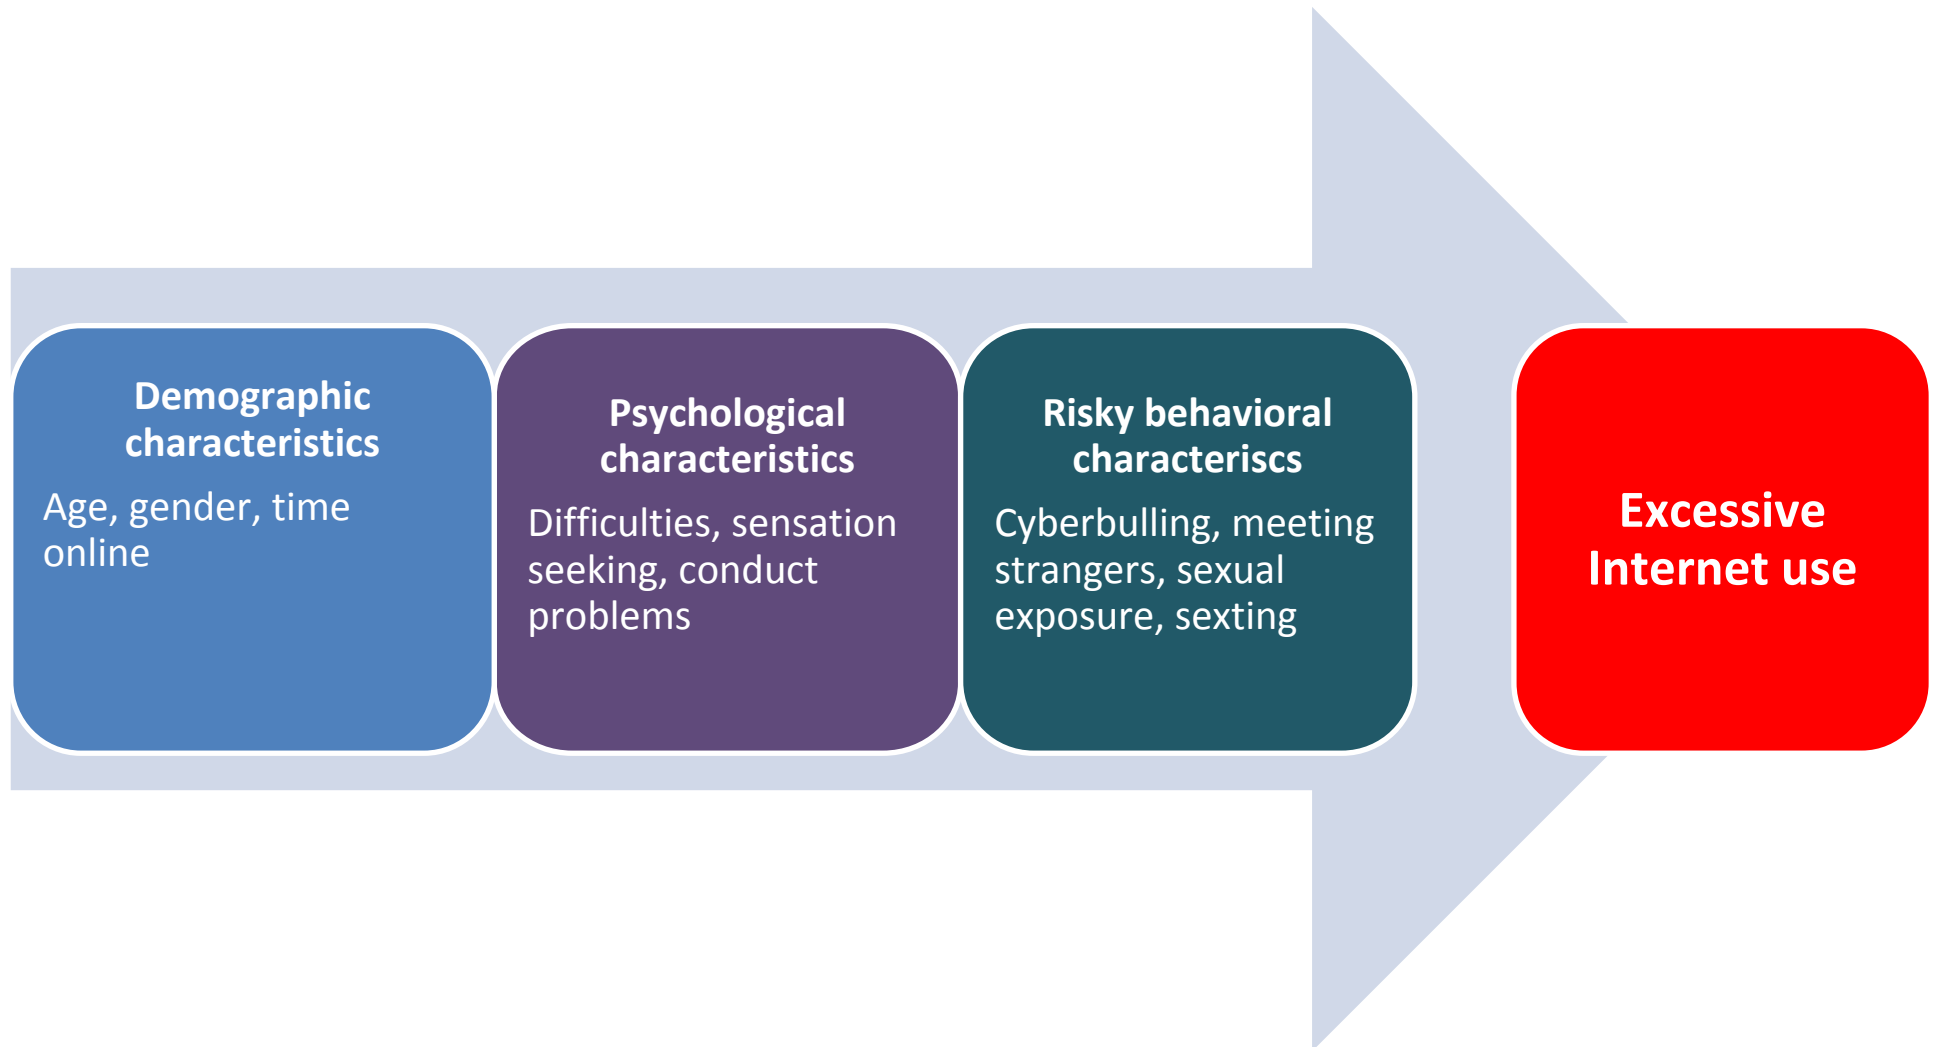 Demographic
characteristics
Age, gender, time
online
Psychological
characteristics
Difficulties, sensation
seeking, conduct
problems
Risky behavioral
characteriscs
Cyberbulling, meeting
strangers, sexual
exposure, sexting
Excessive
Internet use